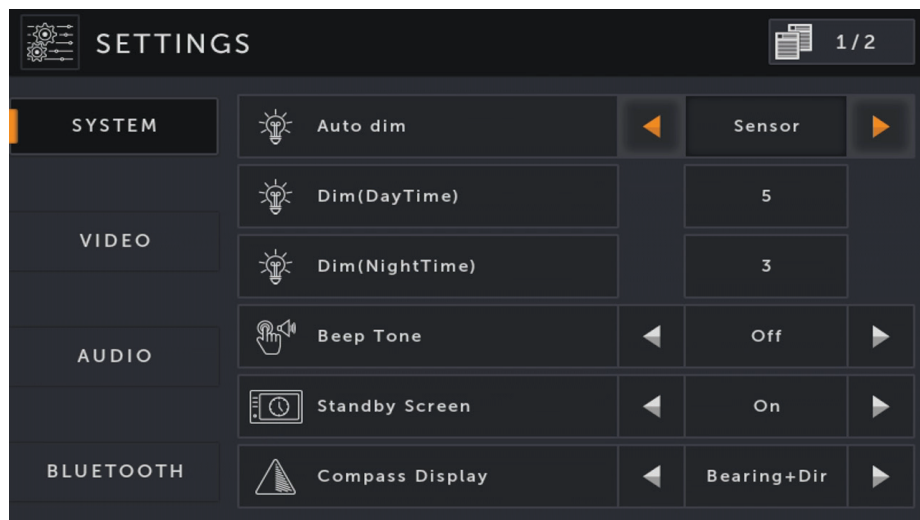 SETTINGS
1/2
SYSTEM
Auto dim
Sensor
Dim(DayTime)
5
VIDEO
Dim(NightTime)
3
Beep Tone
Off
AUDIO
Standby Screen
On
BLUETOOTH
Compass Display
Bearing+Dir